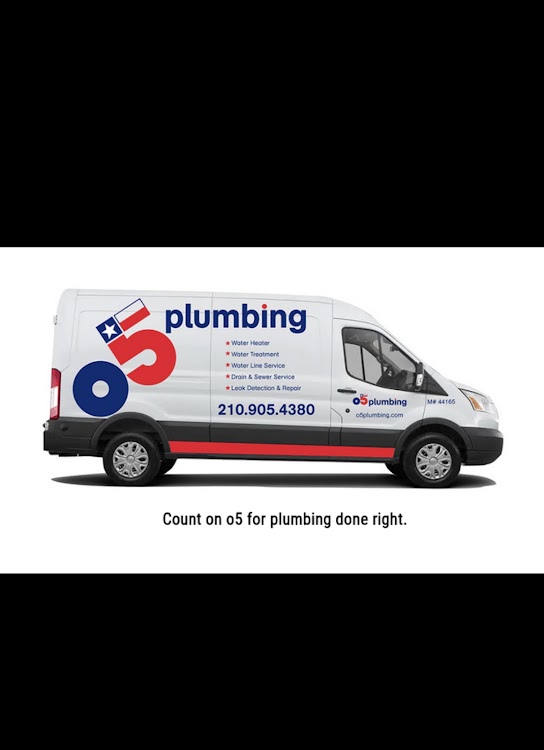 o5 plumbing
★ Water Heater
★ Water Treatment
★ Water Line Service
★ Drain & Sewer Service
★ Leak Detection & Repair
210.905.4380
o5plumbing
o5plumbing.com
M# 44165
Count on o5 for plumbing done right.